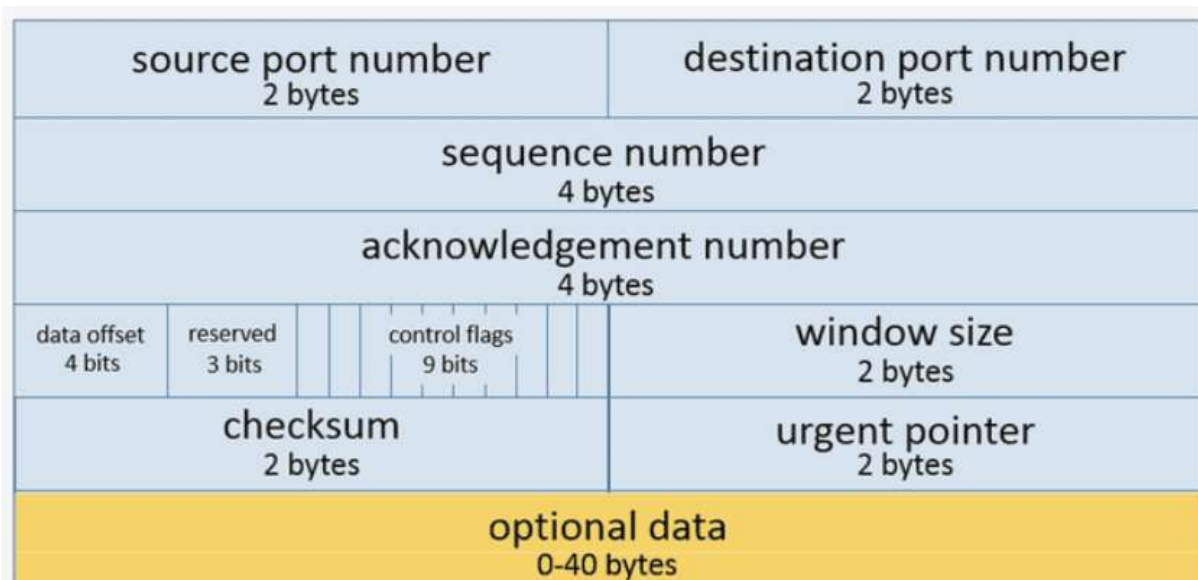 source port number
2 bytes
destination port number
2 bytes
sequence number
4 bytes
acknowledgement number
4 bytes
data offset
4 bits
reserved
3 bits
control flags
9 bits
window size
2 bytes
checksum
2 bytes
urgent pointer
2 bytes
optional data
0-40 bytes